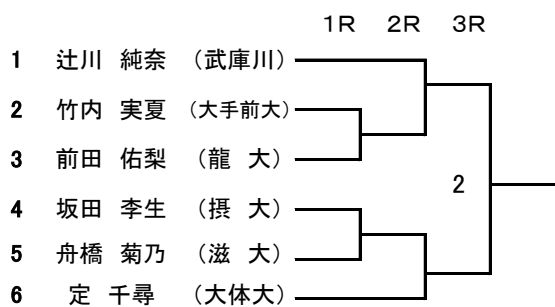 1R 2R 3R
1 辻川 純奈 (武庫川)
2 竹内 実夏 (大手前大)
3 前田 佑梨 (龍 大)
2
4 坂田 李生 (摂 大)
5 舟橋 菊乃 (滋 大)
6 定 千尋 (大体大)